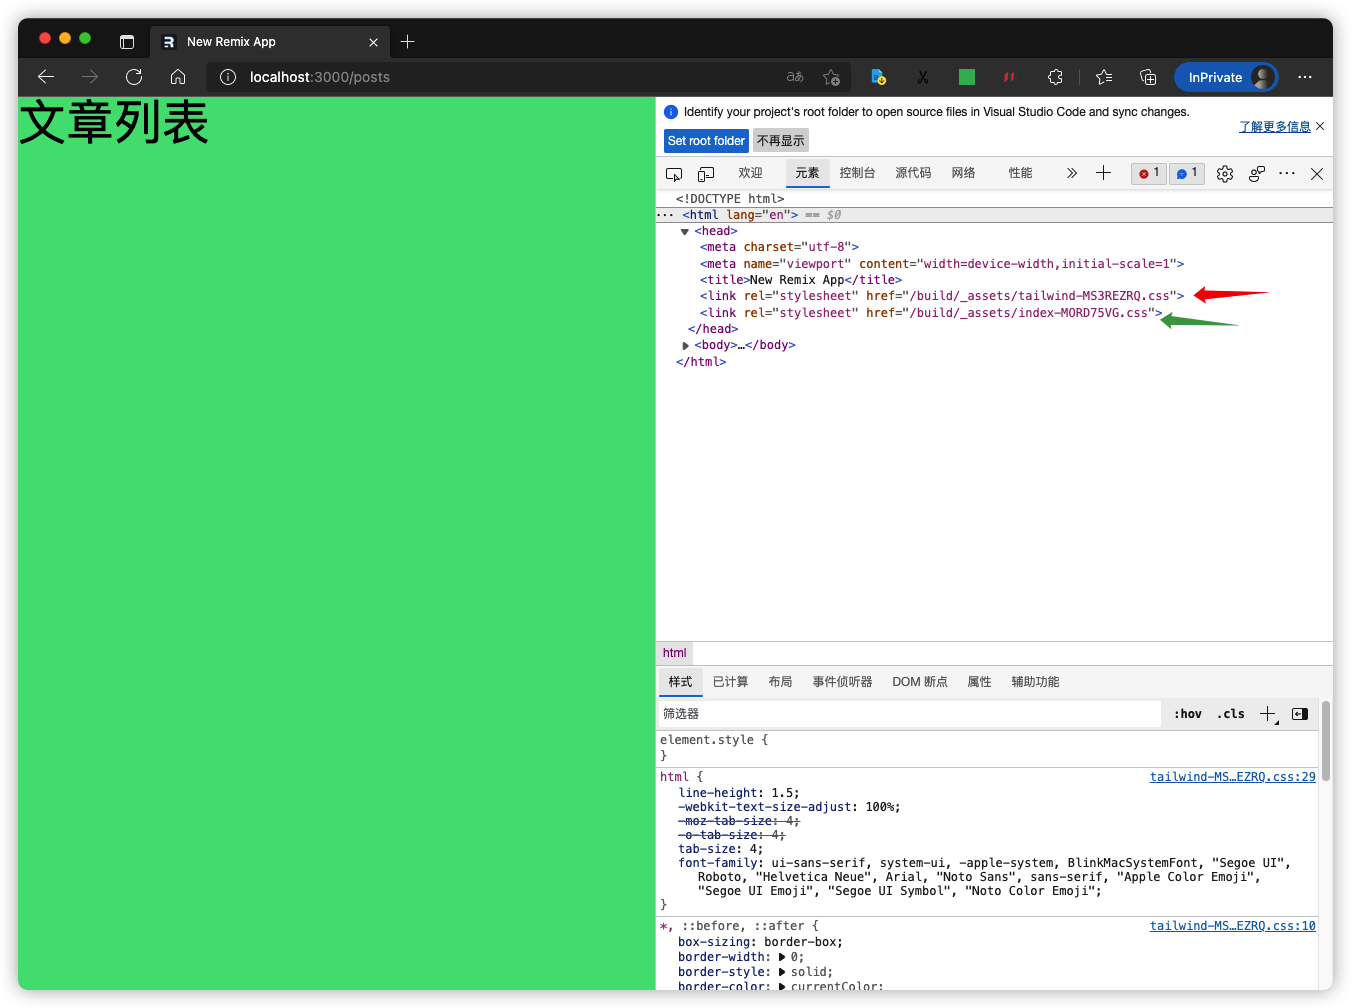 New Remix App
localhost:3000/posts
aあ
InPrivate
文章列表
Identify your project's root folder to open source files in Visual Studio Code and sync changes.
了解更多信息
Set root folder 不再显示
欢迎 元素 控制台 源代码 网络 性能 1 1
<!DOCTYPE html>
<html lang="en"> == $0
<head>
<meta charset="utf-8">
<meta name="viewport" content="width=device-width,initial-scale=1">
<title>New Remix App</title>
<link rel="stylesheet" href="/build/_assets/tailwind-MS3REZRQ.css">
<link rel="stylesheet" href="/build/_assets/index-MORD75VG.css">
</head>
<body>…</body>
</html>
html
样式 已计算 布局 事件侦听器 DOM 断点 属性 辅助功能
筛选器 :hov .cls
element.style {
}
html { tailwind-MS…EZRQ.css:29
line-height: 1.5;
-webkit-text-size-adjust: 100%;
-moz-tab-size: 4;
-o-tab-size: 4;
tab-size: 4;
font-family: ui-sans-serif, system-ui, -apple-system, BlinkMacSystemFont, "Segoe UI",
Roboto, "Helvetica Neue", Arial, "Noto Sans", sans-serif, "Apple Color Emoji",
"Segoe UI Emoji", "Segoe UI Symbol", "Noto Color Emoji";
}
*, ::before, ::after { tailwind-MS…EZRQ.css:10
box-sizing: border-box;
border-width: 0;
border-style: solid;
border-color: currentColor;